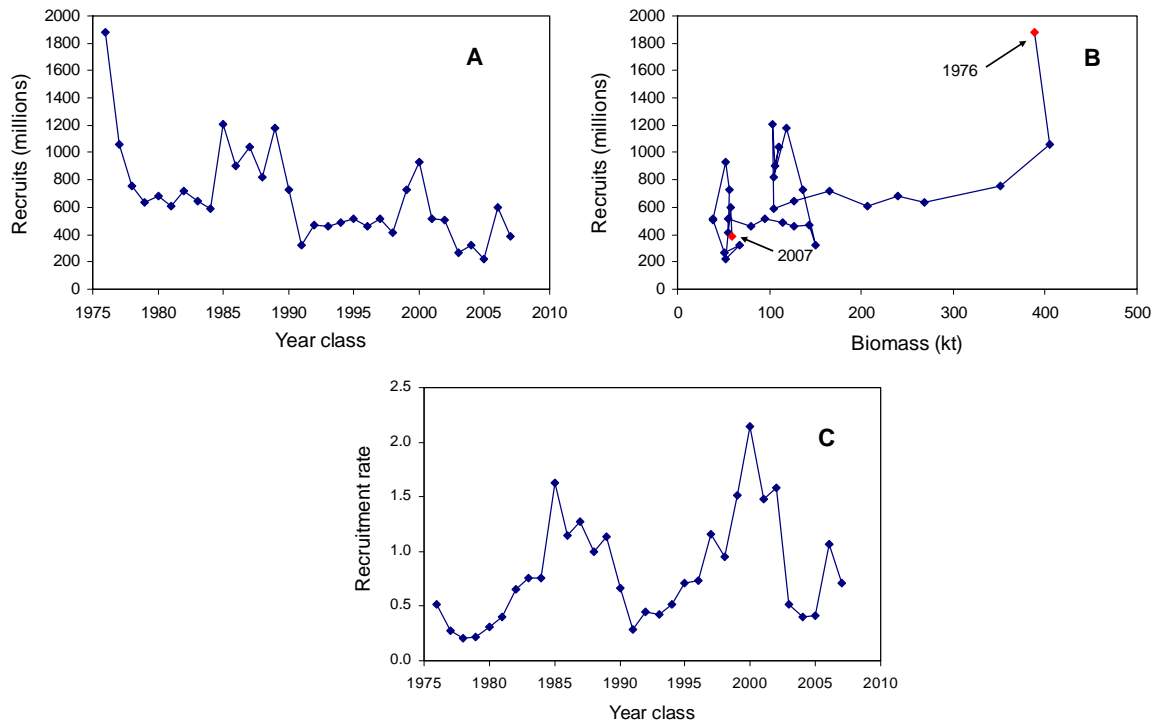 A
Recruits (millions)
2000
1800
1600
1400
1200
1000
800
600
400
200
0
1975 1980 1985 1990 1995 2000 2005 2010
Year class
B
Recruits (millions)
2000
1800
1600
1400
1200
1000
800
600
400
200
0
1976
2007
0 100 200 300 400 500
Biomass (kt)
C
Recruitment rate
2.5
2.0
1.5
1.0
0.5
0.0
1975 1980 1985 1990 1995 2000 2005 2010
Year class